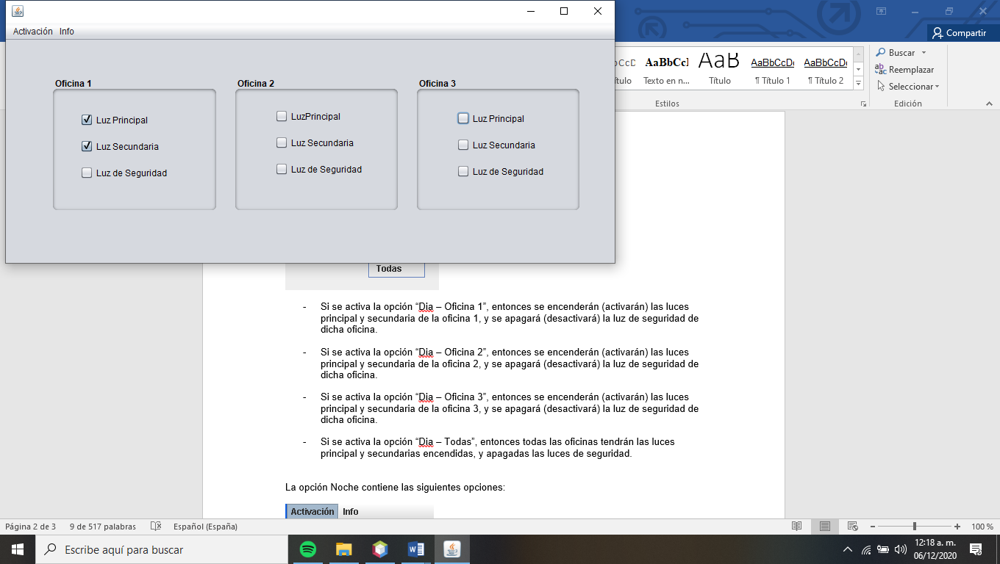 Activación Info
Compartir
Oficina 1
Luz Principal
Luz Secundaria
Luz de Seguridad
Oficina 2
LuzPrincipal
Luz Secundaria
Luz de Seguridad
Oficina 3
Luz Principal
Luz Secundaria
Luz de Seguridad
AaBbCcI AaB AaBbCcDc AaBbCcDc
Texto en n... Título ¶ Título 1 ¶ Título 2
Estilos
Buscar
Reemplazar
Seleccionar
Edición
Todas
- Si se activa la opción “Dia – Oficina 1”, entonces se encenderán (activarán) las luces
principal y secundaria de la oficina 1, y se apagará (desactivará) la luz de seguridad de
dicha oficina.
- Si se activa la opción “Dia – Oficina 2”, entonces se encenderán (activarán) las luces
principal y secundaria de la oficina 2, y se apagará (desactivará) la luz de seguridad de
dicha oficina.
- Si se activa la opción “Dia – Oficina 3”, entonces se encenderán (activarán) las luces
principal y secundaria de la oficina 3, y se apagará (desactivará) la luz de seguridad de
dicha oficina.
- Si se activa la opción “Dia – Todas”, entonces todas las oficinas tendrán las luces
principal y secundarias encendidas, y apagadas las luces de seguridad.
La opción Noche contiene las siguientes opciones:
Activación Info
Página 2 de 3 9 de 517 palabras Español (España) 100 %
Escribe aquí para buscar
12:18 a. m.
06/12/2020